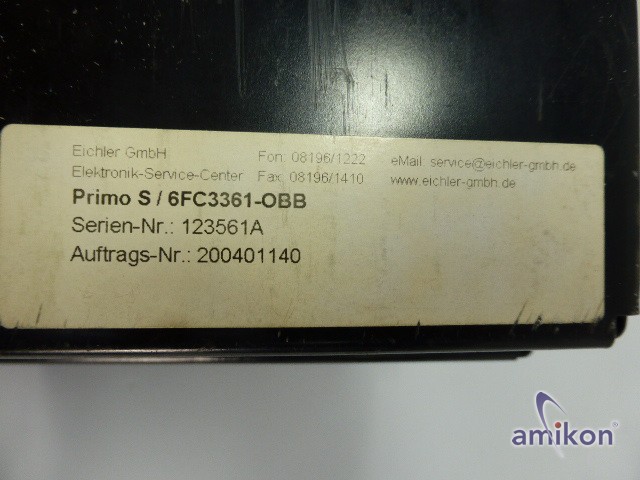 Eichler GmbH Fon: 08196/1222 eMail: service@eichler-gmbh.de
Elektronik-Service-Center Fax: 08196/1410 www.eichler-gmbh.de
Primo S / 6FC3361-OBB
Serien-Nr.: 123561A
Auftrags-Nr.: 200401140
amikon